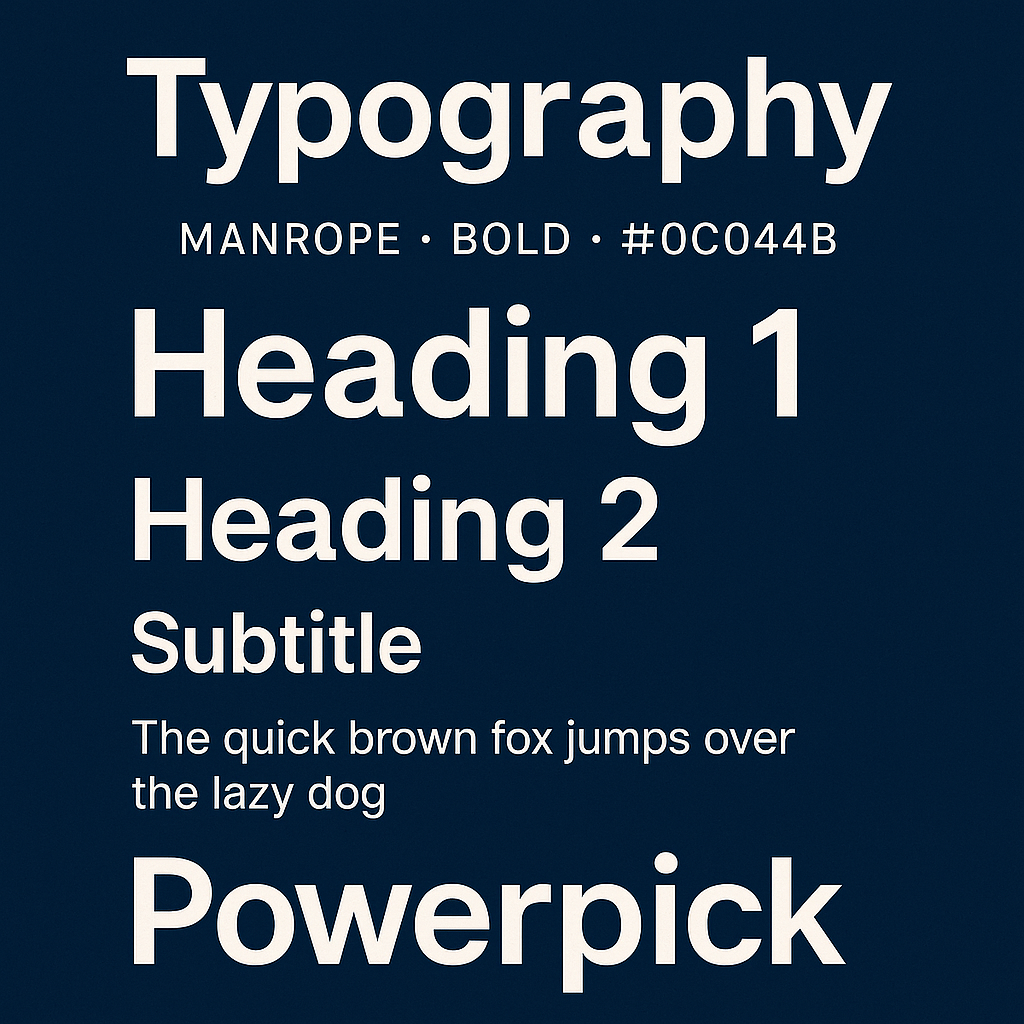 Typography
MANROPE • BOLD • #0C044B
Heading 1
Heading 2
Subtitle
The quick brown fox jumps over
the lazy dog
Powerpick